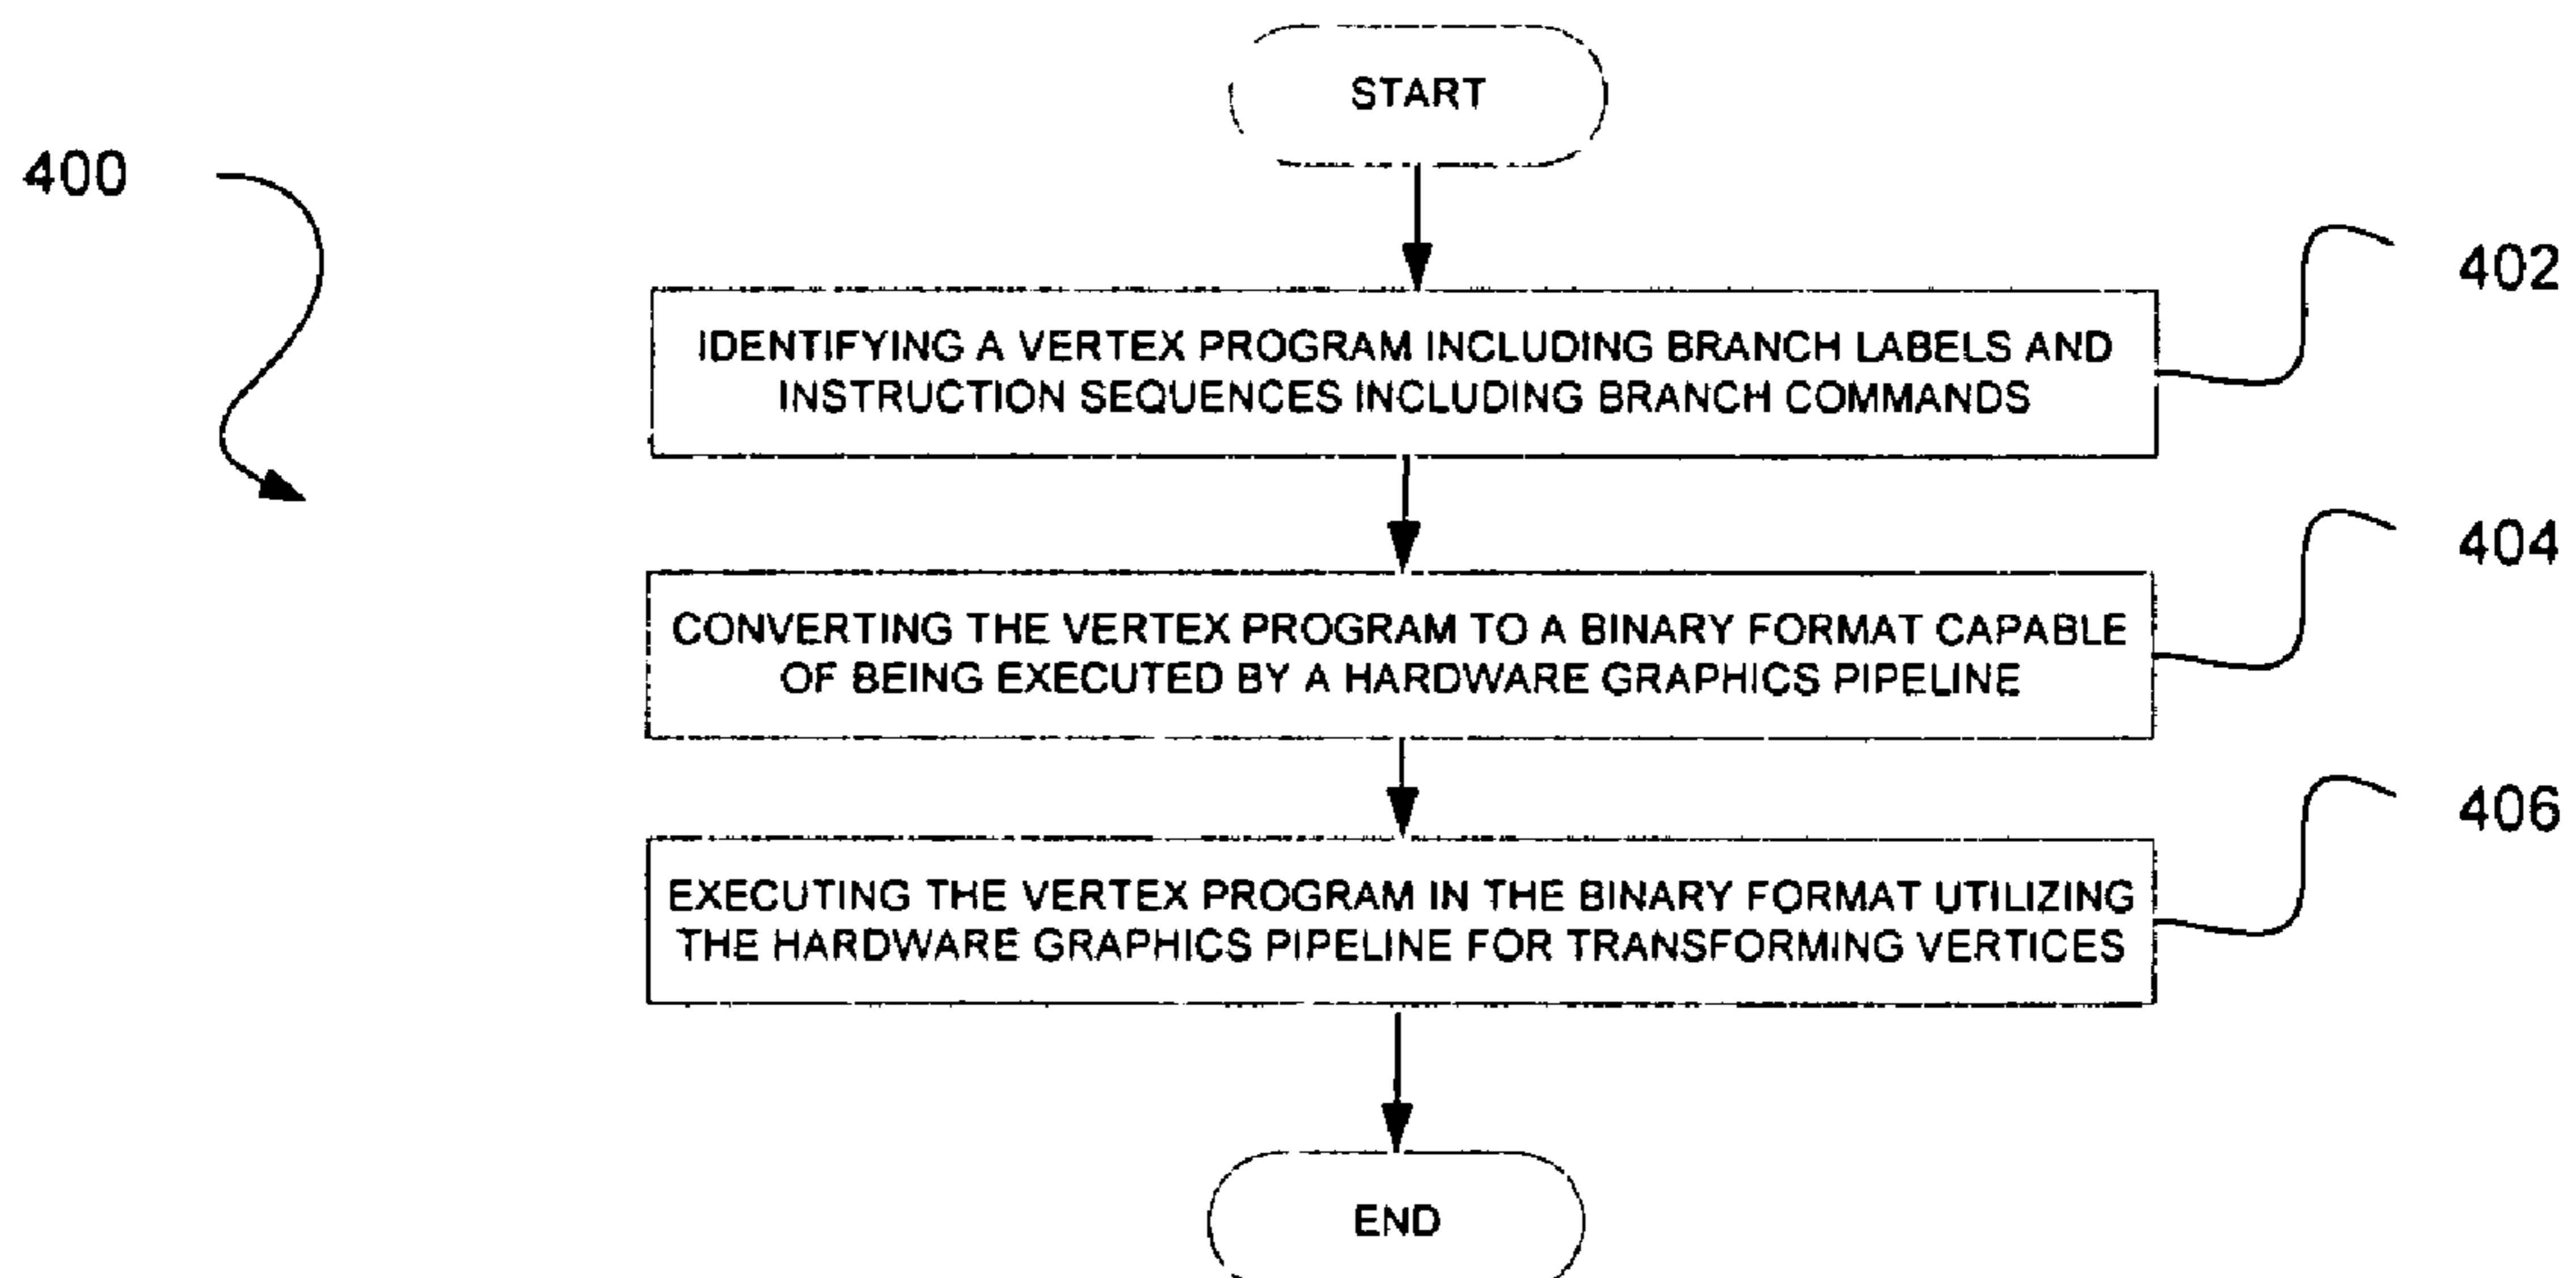 START
400
402
IDENTIFYING A VERTEX PROGRAM INCLUDING BRANCH LABELS AND
INSTRUCTION SEQUENCES INCLUDING BRANCH COMMANDS
404
CONVERTING THE VERTEX PROGRAM TO A BINARY FORMAT CAPABLE
OF BEING EXECUTED BY A HARDWARE GRAPHICS PIPELINE
406
EXECUTING THE VERTEX PROGRAM IN THE BINARY FORMAT UTILIZING
THE HARDWARE GRAPHICS PIPELINE FOR TRANSFORMING VERTICES
END